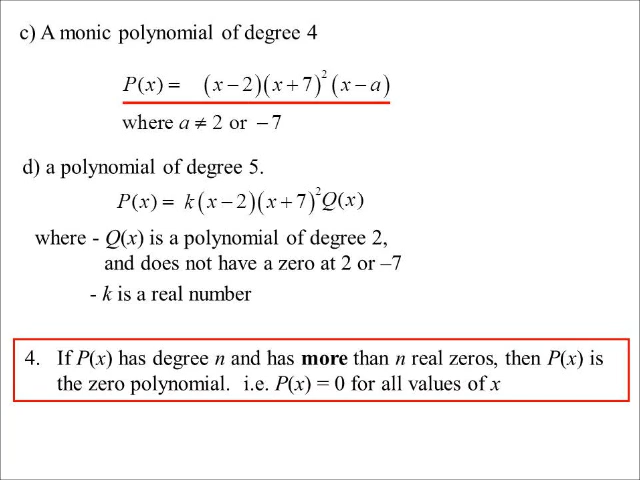 c) A monic polynomial of degree 4
P(x) = (x − 2)(x + 7)²(x − a)
where a ≠ 2 or − 7
d) a polynomial of degree 5.
P(x) = k(x − 2)(x + 7)²Q(x)
where - Q(x) is a polynomial of degree 2,
and does not have a zero at 2 or –7
- k is a real number
4. If P(x) has degree n and has more than n real zeros, then P(x) is
the zero polynomial. i.e. P(x) = 0 for all values of x